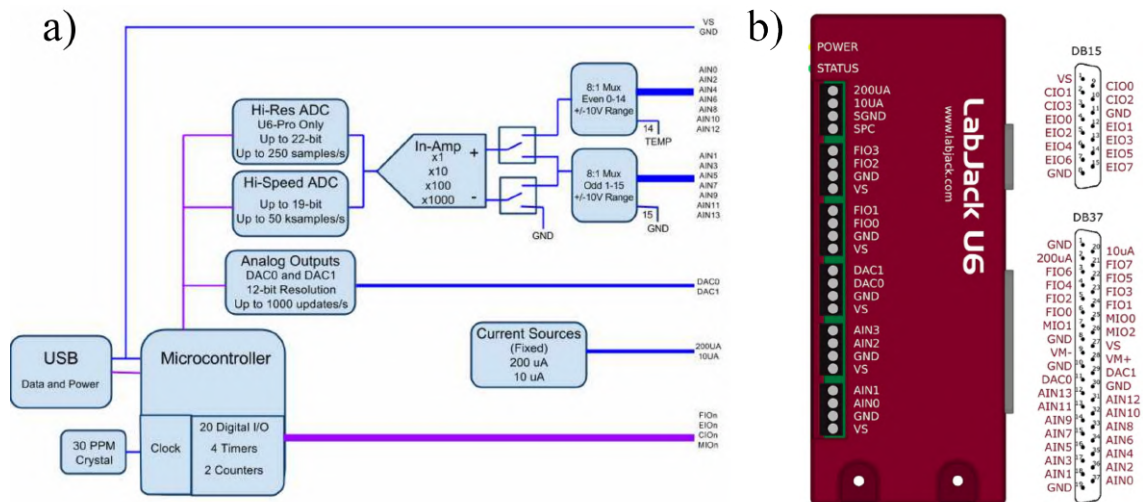 a)
VS
GND
AIN0
AIN2
AIN4
AIN6
AIN8
AIN10
AIN12
8:1 Mux
Even 0-14
+/-10V Range
14
TEMP
Hi-Res ADC
U6-Pro Only
Up to 22-bit
Up to 250 samples/s
In-Amp
x1
x10
x100
x1000
+
-
Hi-Speed ADC
Up to 19-bit
Up to 50 ksamples/s
8:1 Mux
Odd 1-15
+/-10V Range
15
GND
GND
AIN1
AIN3
AIN5
AIN7
AIN9
AIN11
AIN13
Analog Outputs
DAC0 and DAC1
12-bit Resolution
Up to 1000 updates/s
DAC0
DAC1
Current Sources
(Fixed)
200 uA
10 uA
200UA
10UA
USB
Data and Power
Microcontroller
30 PPM
Crystal
Clock
20 Digital I/O
4 Timers
2 Counters
FIOn
EIOn
CIOn
MIOn
b)
POWER
STATUS
200UA
10UA
SGND
SPC
FIO3
FIO2
GND
VS
FIO1
FIO0
GND
VS
DAC1
DAC0
GND
VS
AIN3
AIN2
GND
VS
AIN1
AIN0
GND
VS
LabJack U6
www.labjack.com
DB15
VS
CIO1
CIO3
EIO0
EIO2
EIO4
EIO6
GND
CIO0
CIO2
GND
EIO1
EIO3
EIO5
EIO7
DB37
GND
200uA
FIO6
FIO4
FIO2
FIO0
MIO1
GND
VM-
GND
DAC0
AIN13
AIN11
AIN9
AIN7
AIN5
AIN3
AIN1
GND
10uA
FIO7
FIO5
FIO3
FIO1
MIO0
MIO2
VS
VM+
DAC1
GND
AIN12
AIN10
AIN8
AIN6
AIN4
AIN2
AIN0